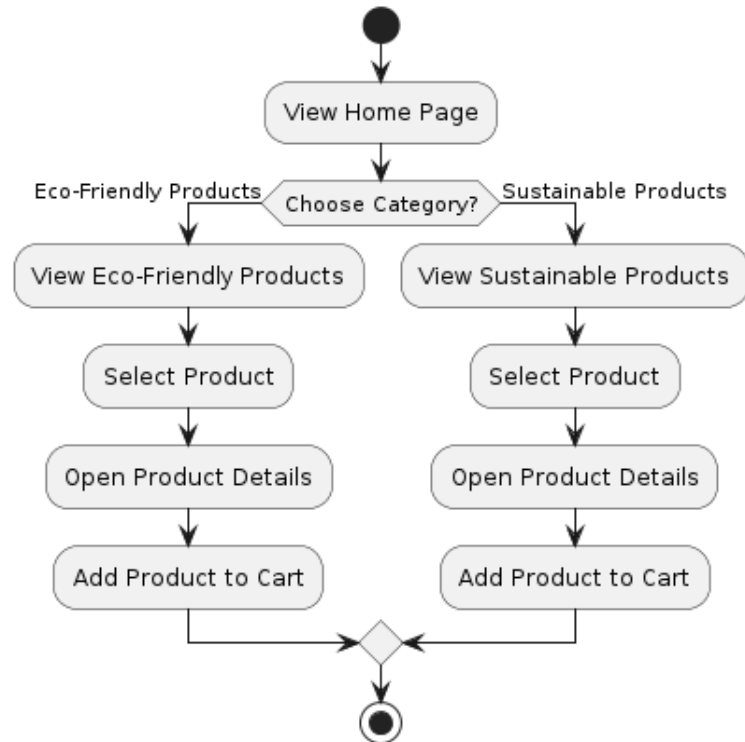 View Home Page
Eco-Friendly Products
Choose Category?
Sustainable Products
View Eco-Friendly Products
View Sustainable Products
Select Product
Select Product
Open Product Details
Open Product Details
Add Product to Cart
Add Product to Cart